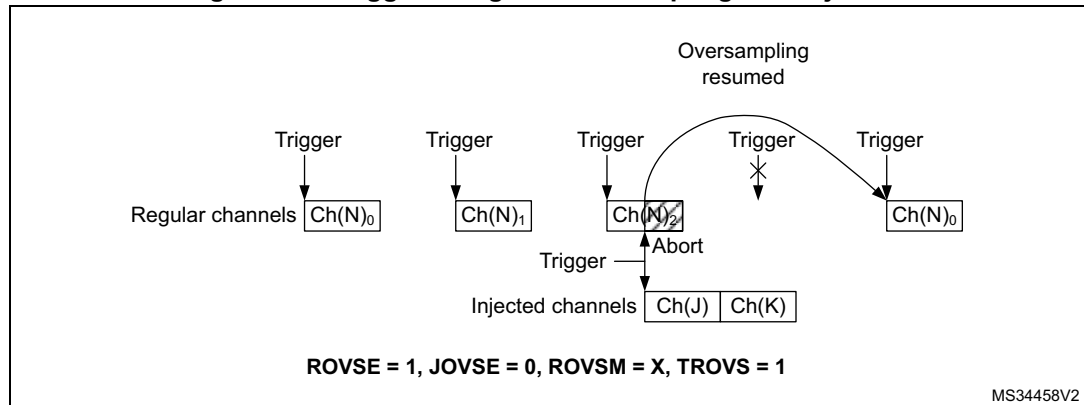 Oversampling
resumed
Trigger Trigger Trigger Trigger Trigger
Regular channels Ch(N)₀ Ch(N)₁ Ch(N)₂ Ch(N)₀
Abort
Trigger
Injected channels Ch(J) Ch(K)
ROVSE = 1, JOVSE = 0, ROVSM = X, TROVS = 1
MS34458V2